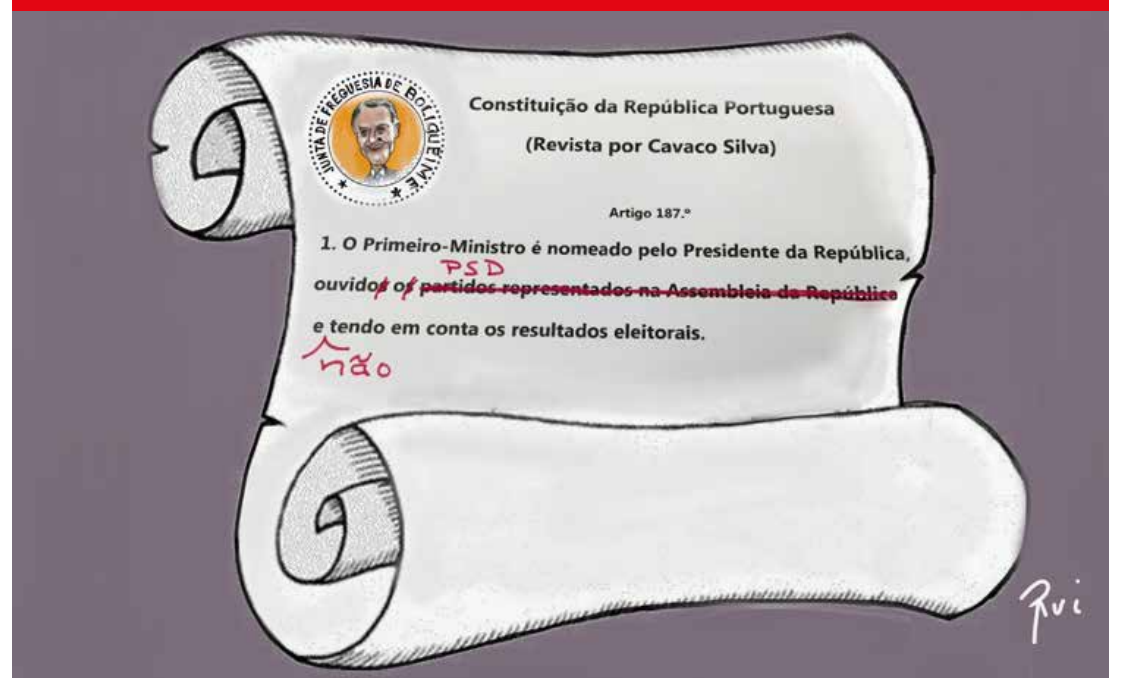 JUNTA DE FREGUESIA DE BOLIQUEIME
Constituição da República Portuguesa
(Revista por Cavaco Silva)
Artigo 187.º
1. O Primeiro-Ministro é nomeado pelo Presidente da República,
PSD
ouvidos os partidos representados na Assembleia da República
e tendo em conta os resultados eleitorais.
não
Rui